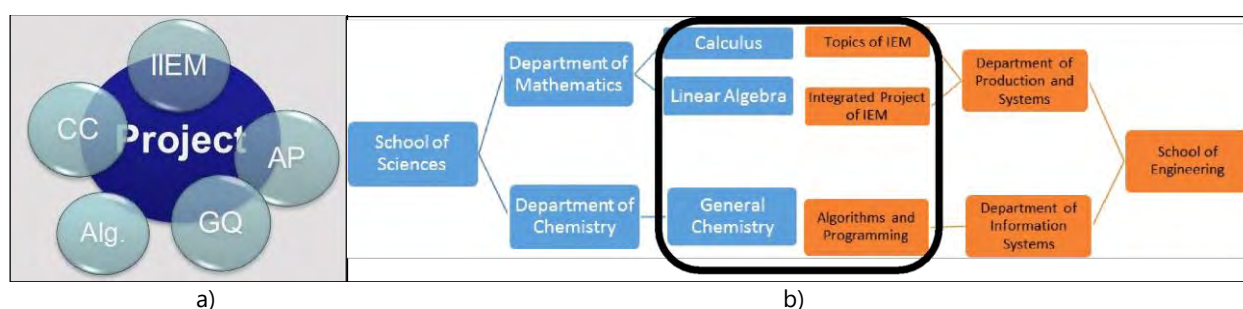 IIEM
CC
Project
AP
Alg.
GQ
a)
School of
Sciences
Department of
Mathematics
Department of
Chemistry
Calculus
Linear Algebra
General
Chemistry
Topics of IEM
Integrated Project
of IEM
Algorithms and
Programming
Department of
Production and
Systems
Department of
Information
Systems
School of
Engineering
b)